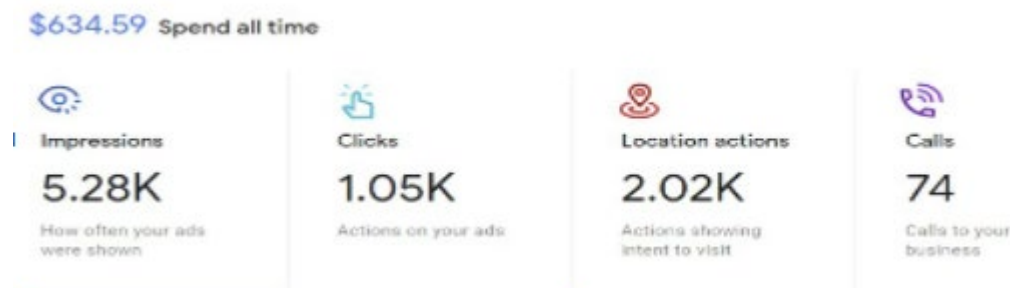 $634.59 Spend all time
Impressions
5.28K
How often your ads
were shown
Clicks
1.05K
Actions on your ads
Location actions
2.02K
Actions showing
intent to visit
Calls
74
Calls to your
business